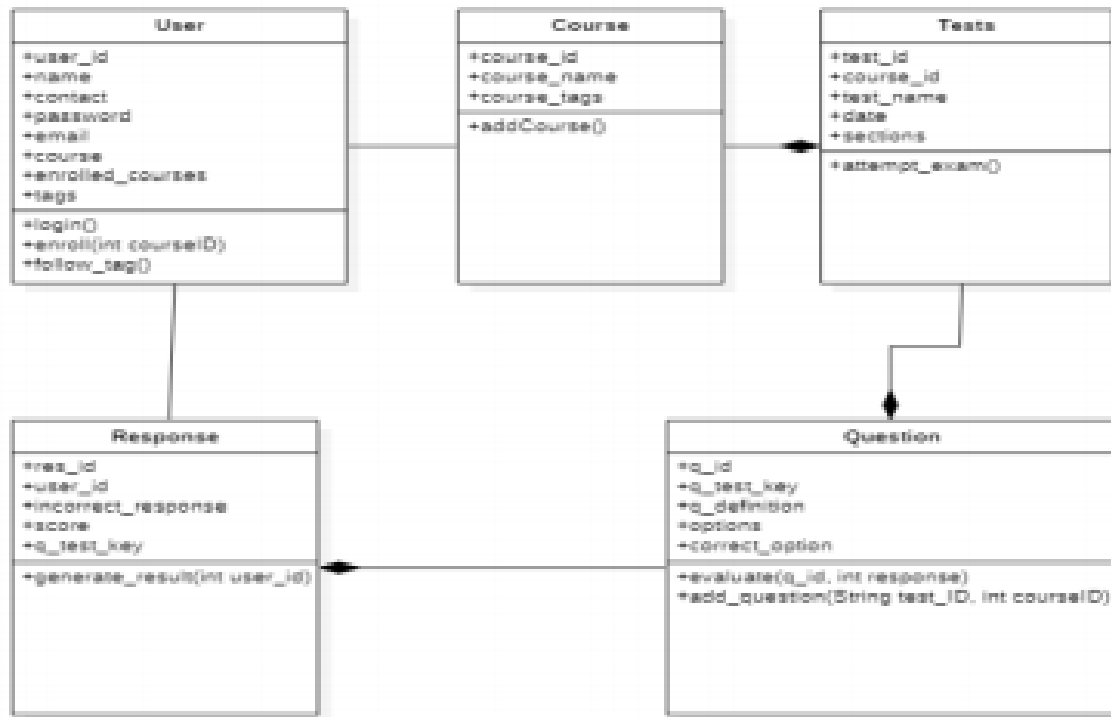 User
+user_id
+name
+contact
+password
+email
+course
+enrolled_courses
+tags
+login()
+enroll(int courseID)
+follow_tag()
Course
+course_id
+course_name
+course_tags
+addCourse()
Tests
+test_id
+course_id
+test_name
+date
+sections
+attempt_exam()
Response
+res_id
+user_id
+incorrect_response
+score
+q_test_key
+generate_result(int user_id)
Question
+q_id
+q_test_key
+q_definition
+options
+correct_option
+evaluate(q_id, int response)
+add_question(String test_ID, int courseID)